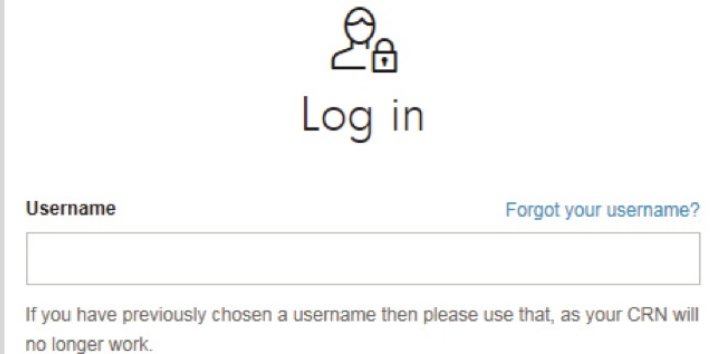 Log in
Username
Forgot your username?
If you have previously chosen a username then please use that, as your CRN will
no longer work.